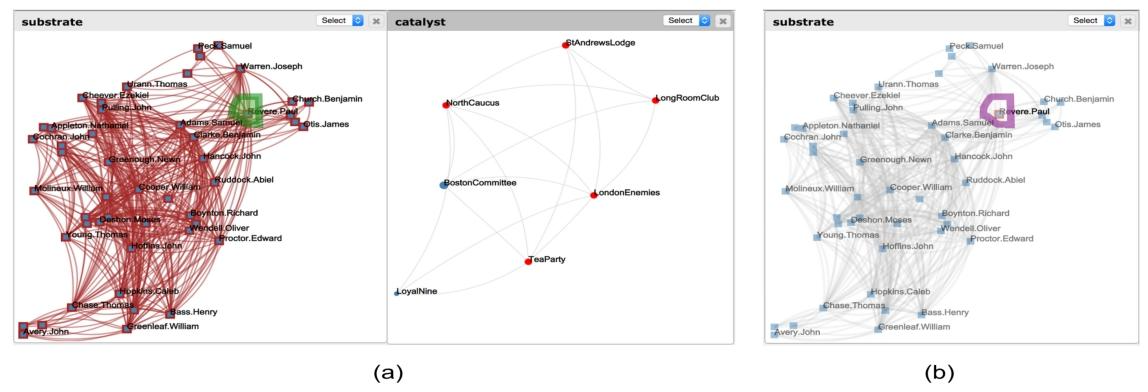 substrate
Select
catalyst
Select
substrate
Select
Peck.Samuel
Warren.Joseph
Urann.Thomas
Cheever.Ezekiel
Pulling.John
Church.Benjamin
Revere.Paul
Otis.James
Appleton.Nathaniel
Adams.Samuel
Cochran.John
Clarke.Benjamin
Greenough.Newn
Hancock.John
Molineux.William
Cooper.William
Ruddock.Abiel
Deshon.Moses
Boynton.Richard
Wendell.Oliver
Young.Thomas
Proctor.Edward
Hoffins.John
Hopkins.Caleb
Chase.Thomas
Bass.Henry
Greenleaf.William
Avery.John
StAndrewsLodge
NorthCaucus
LongRoomClub
BostonCommittee
LondonEnemies
TeaParty
LoyalNine
Peck.Samuel
Warren.Joseph
Urann.Thomas
Cheever.Ezekiel
Pulling.John
Church.Benjamin
Revere.Paul
Otis.James
Appleton.Nathaniel
Adams.Samuel
Cochran.John
Clarke.Benjamin
Greenough.Newn
Hancock.John
Molineux.William
Cooper.William
Ruddock.Abiel
Deshon.Moses
Boynton.Richard
Wendell.Oliver
Young.Thomas
Proctor.Edward
Hoffins.John
Hopkins.Caleb
Chase.Thomas
Bass.Henry
Greenleaf.William
Avery.John
(a)
(b)